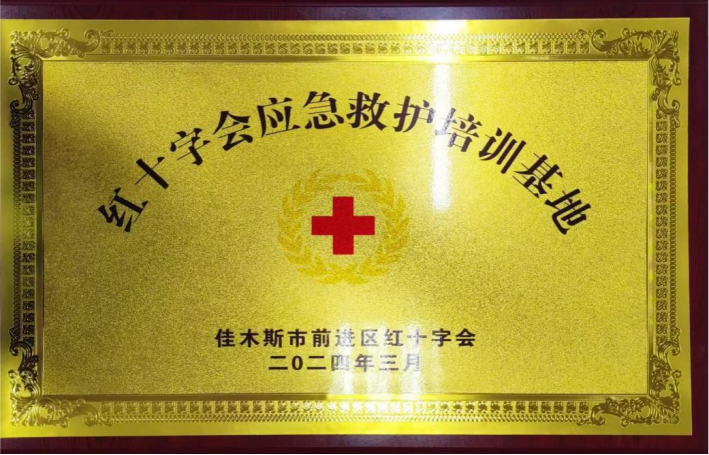 红十字会应急救护培训基地
佳木斯市前进区红十字会
二0二四年三月